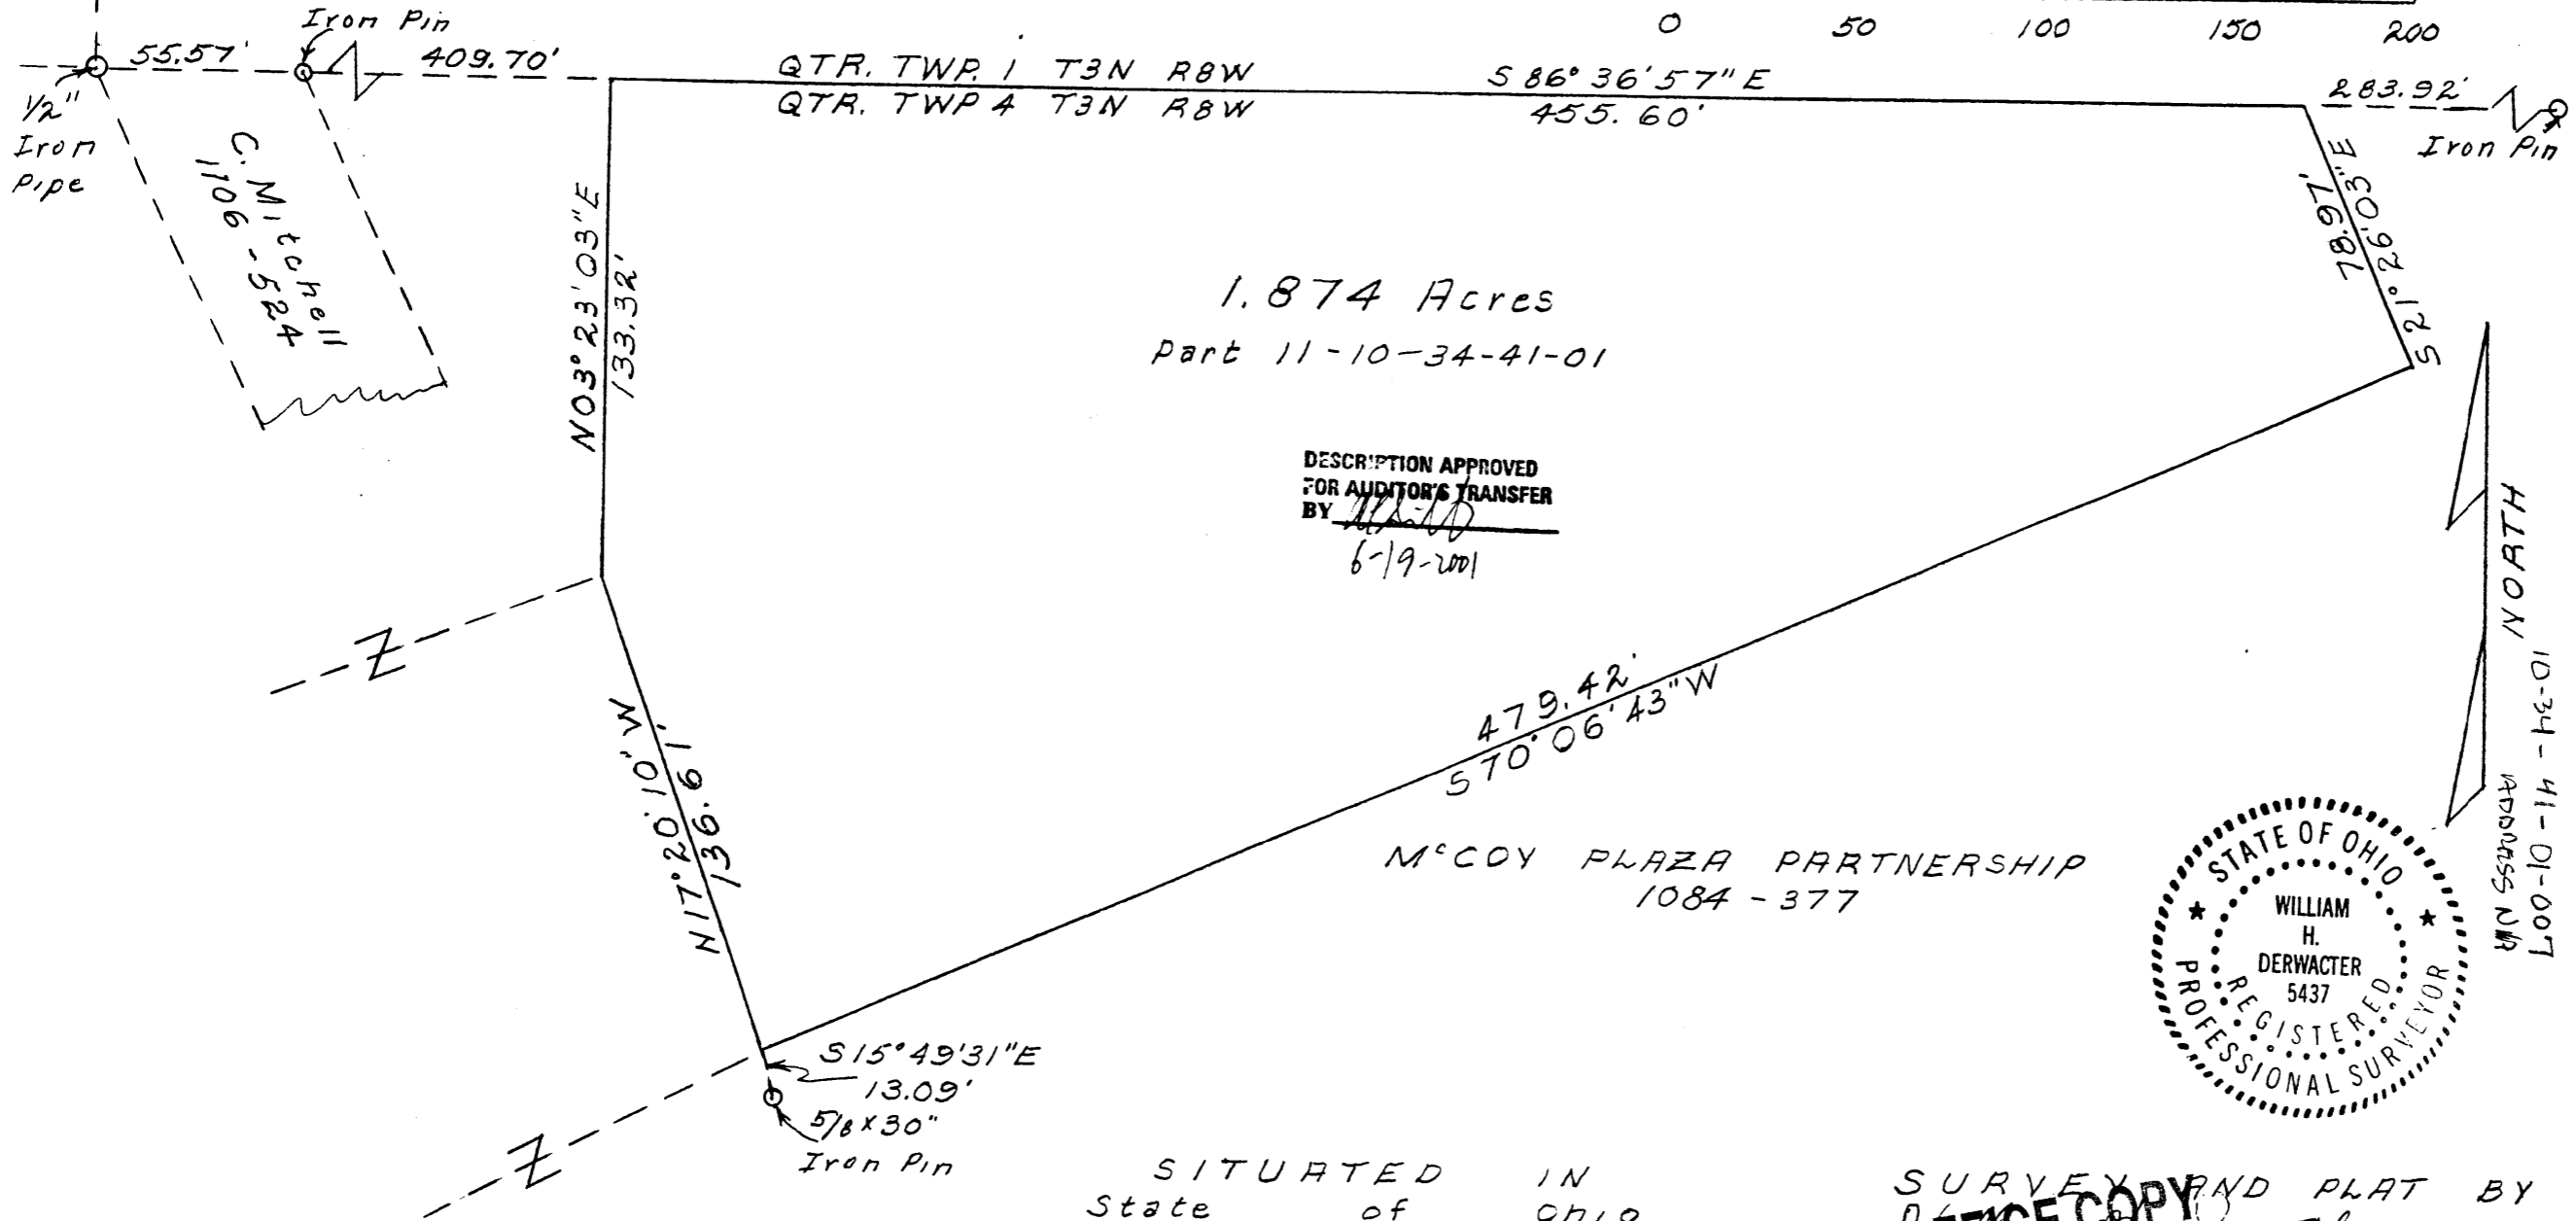 0 50 100 150 200
Iron Pin
55.57'
409.70'
QTR. TWP. 1 T3N R8W
QTR. TWP 4 T3N R8W
S 86° 36' 57" E
455.60'
283.92'
Iron Pin
1/2"
Iron
Pipe
C. Mitchell
1106 - 524
N03° 23' 03" E
133.32'
S 21° 26' 03" E
78.97'
1.874 Acres
Part 11-10-34-41-01
DESCRIPTION APPROVED
FOR AUDITOR'S TRANSFER
BY
6-19-2001
NORTH
10-34-41-01-007
N17° 20' 10" W
136.61'
479.42'
S 70° 06' 43" W
McCOY PLAZA PARTNERSHIP
1084 - 377
STATE OF OHIO
WILLIAM
H.
DERWACTER
5437
REGISTERED
PROFESSIONAL SURVEYOR
S15° 49' 31" E
13.09'
5/8 x 30"
Iron Pin
SITUATED IN
State of Ohio
SURVEY AND PLAT BY
OFFICE COPY